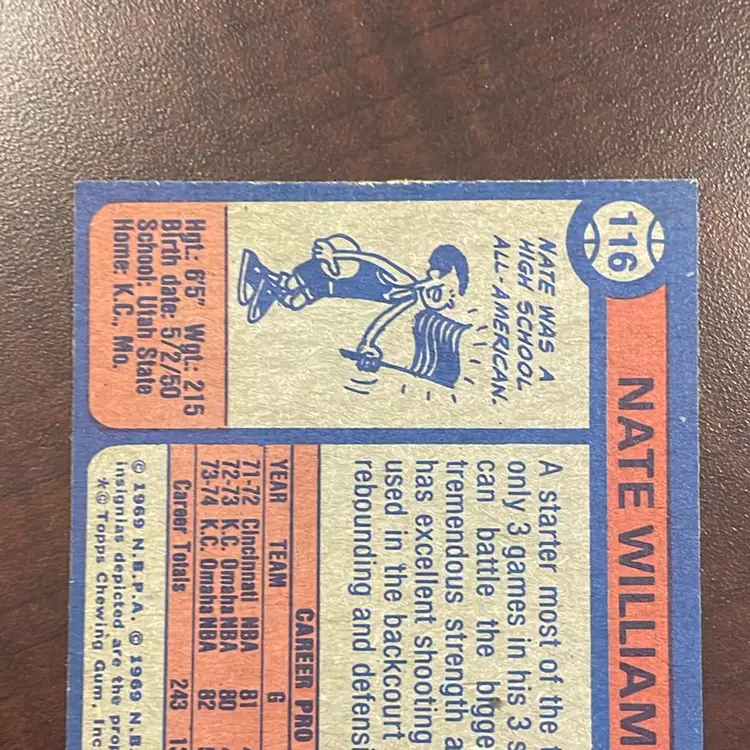 116
NATE WILLIAM
NATE WAS A
HIGH SCHOOL
ALL-AMERICAN.
Hgt.: 6'5" Wgt.: 215
Birth date: 5/2/50
School: Utah State
Home: K.C., Mo.
A starter most of the
only 3 games in his 3
can battle the bigge
tremendous strength a
has excellent shooting
used in the backcourt
rebounding and defensi
CAREER PRO
YEAR TEAM G
71-72 Cincinnati NBA 81
72-73 K.C. Omaha NBA 80
73-74 K.C. Omaha NBA 82
Career Totals 243
© 1969 N.B.P.A. © 1969 N.B
insignias depicted are the prop
*© Topps Chewing Gum, Inc